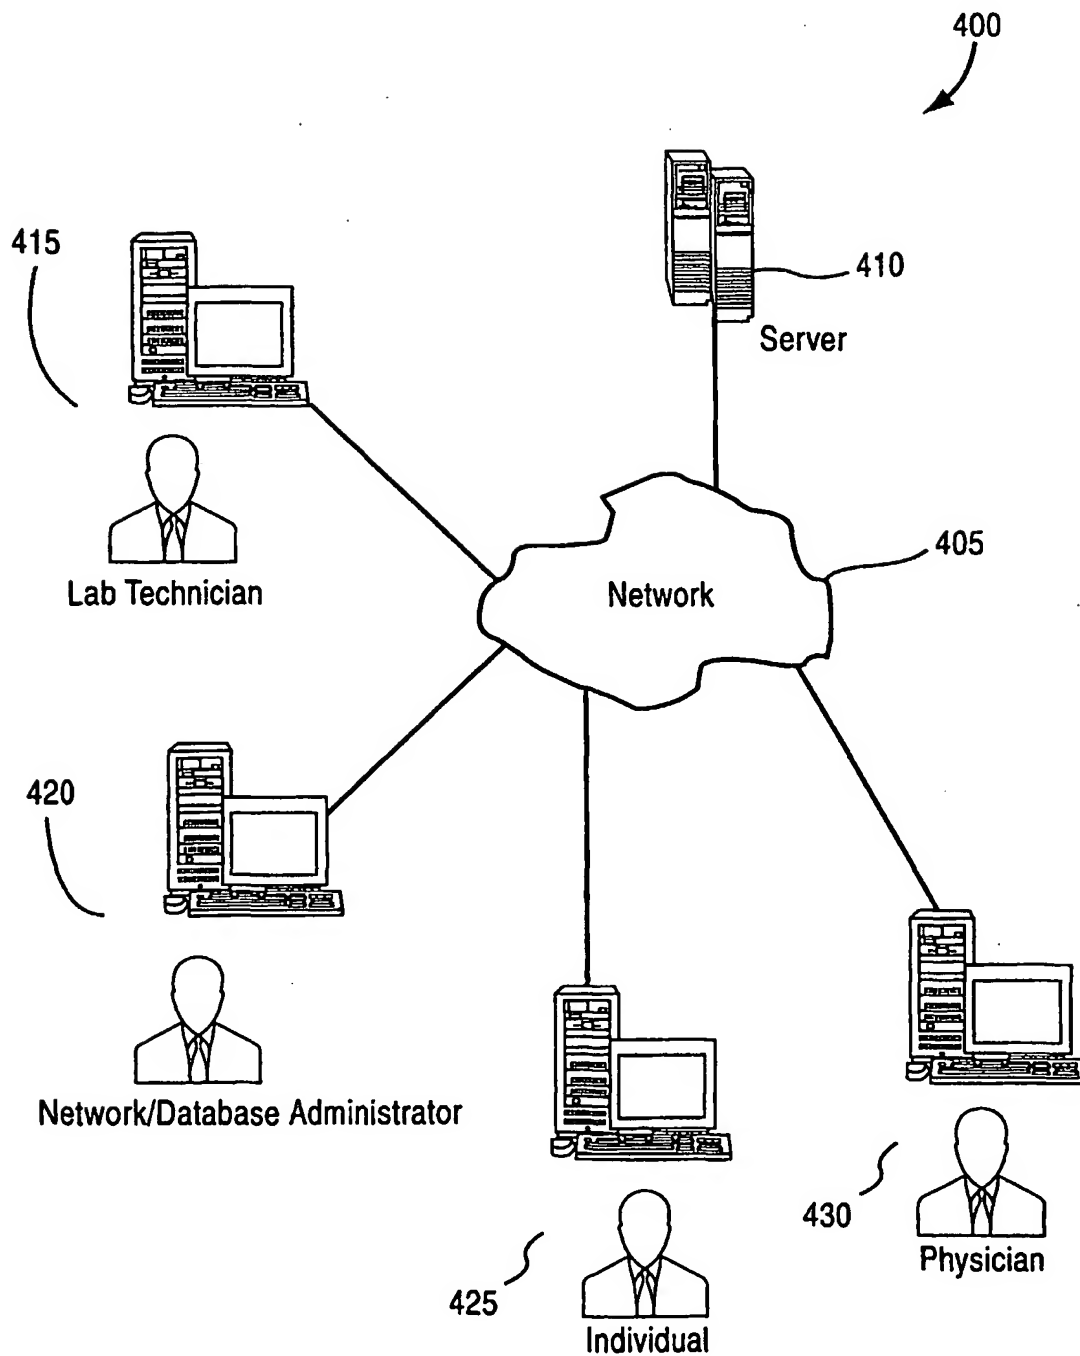 400
415
410
Server
405
Network
Lab Technician
420
Network/Database Administrator
430
Physician
425
Individual